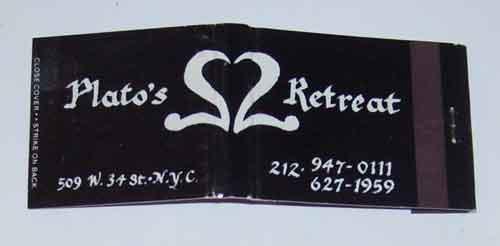 CLOSE COVER • • STRIKE ON BACK
Plato's Retreat
509 W. 34 St. • N.Y.C.
212 • 947-0111
627-1959